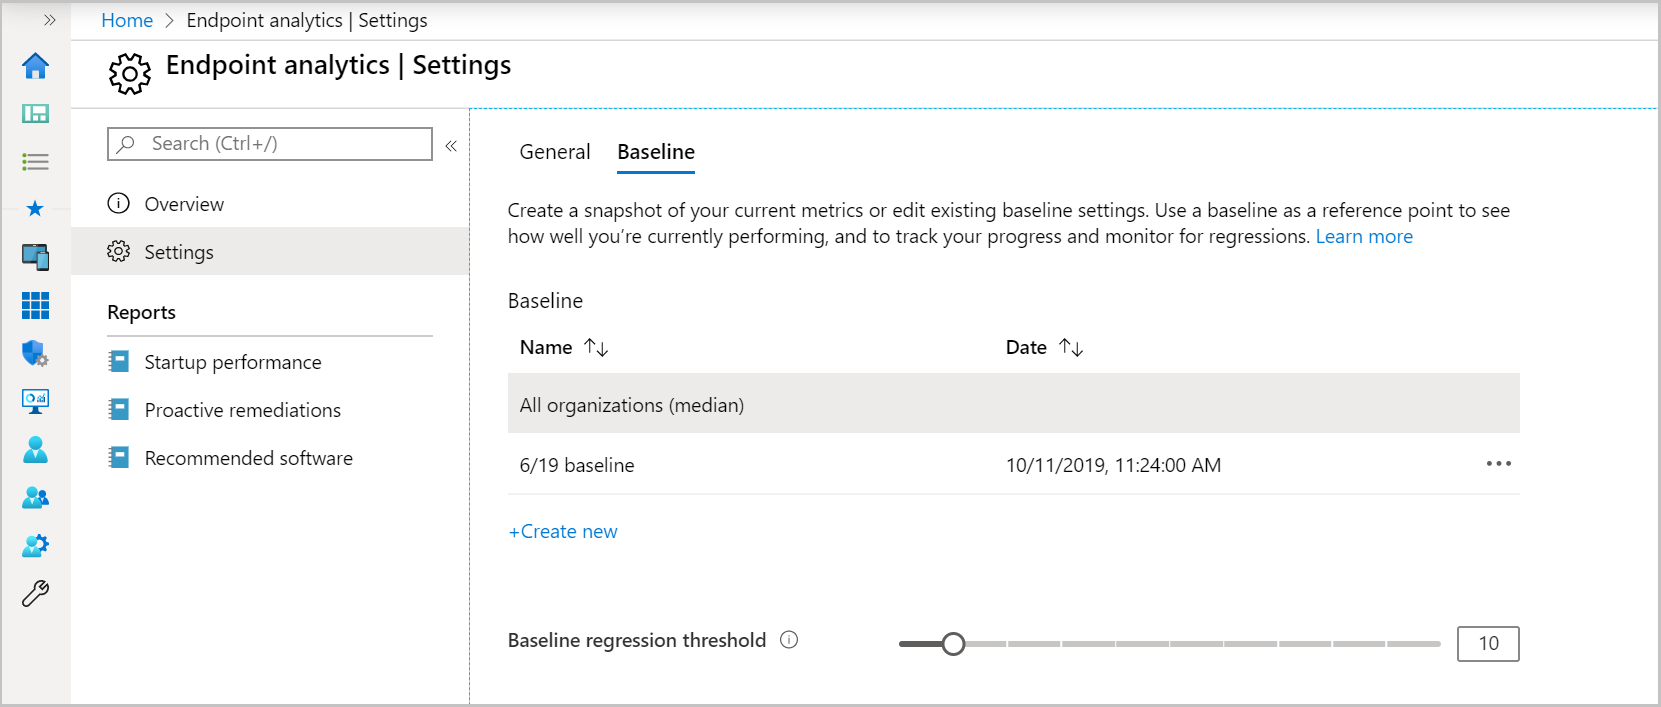 Home > Endpoint analytics | Settings
Endpoint analytics | Settings
Search (Ctrl+/)
Overview
Settings
Reports
Startup performance
Proactive remediations
Recommended software
General Baseline
Create a snapshot of your current metrics or edit existing baseline settings. Use a baseline as a reference point to see
how well you’re currently performing, and to track your progress and monitor for regressions. Learn more
Baseline
Name ↑↓ Date ↑↓
All organizations (median)
6/19 baseline 10/11/2019, 11:24:00 AM
+Create new
Baseline regression threshold 10